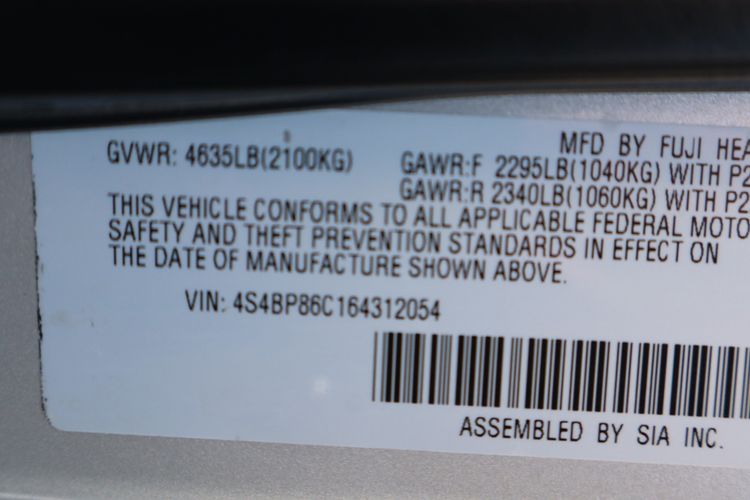 MFD BY FUJI HEA
GVWR: 4635LB(2100KG) GAWR:F 2295LB(1040KG) WITH P2
GAWR:R 2340LB(1060KG) WITH P2
THIS VEHICLE CONFORMS TO ALL APPLICABLE FEDERAL MOTO
SAFETY AND THEFT PREVENTION STANDARDS IN EFFECT ON
THE DATE OF MANUFACTURE SHOWN ABOVE.
VIN: 4S4BP86C164312054
ASSEMBLED BY SIA INC.